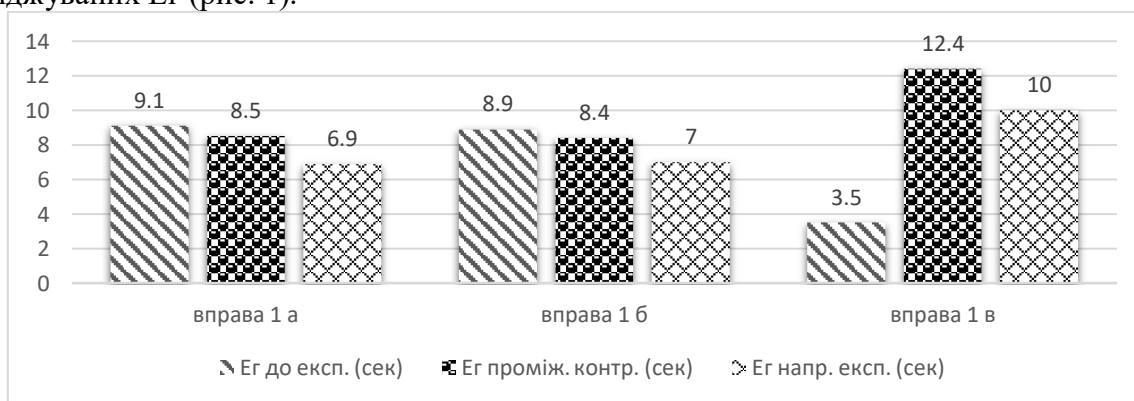 Ег (рис. 1).
14
12
10
8
6
4
2
0
9.1
8.5
6.9
8.9
8.4
7
3.5
12.4
10
вправа 1 а
вправа 1 б
вправа 1 в
Ег до експ. (сек)
Ег проміж. контр. (сек)
Ег напр. експ. (сек)